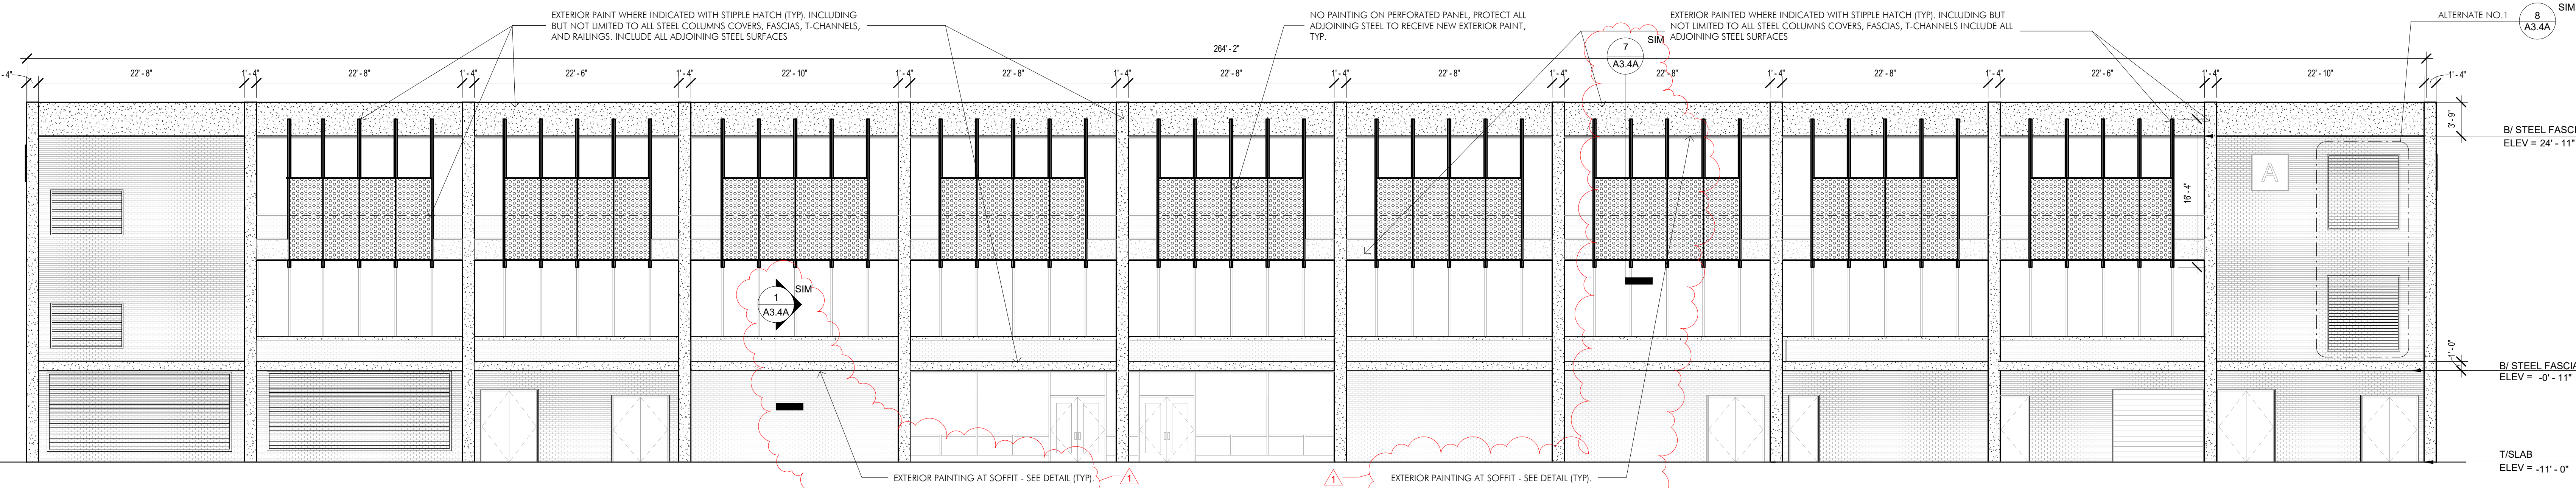 EXTERIOR PAINT WHERE INDICATED WITH STIPPLE HATCH (TYP). INCLUDING
BUT NOT LIMITED TO ALL STEEL COLUMNS COVERS, FASCIAS, T-CHANNELS,
AND RAILINGS. INCLUDE ALL ADJOINING STEEL SURFACES
NO PAINTING ON PERFORATED PANEL, PROTECT ALL
ADJOINING STEEL TO RECEIVE NEW EXTERIOR PAINT,
TYP.
EXTERIOR PAINTED WHERE INDICATED WITH STIPPLE HATCH (TYP). INCLUDING BUT
NOT LIMITED TO ALL STEEL COLUMNS COVERS, FASCIAS, T-CHANNELS INCLUDE ALL
ADJOINING STEEL SURFACES
ALTERNATE NO.1
8
A3.4A
SIM
7
A3.4A
SIM
264' - 2"
- 4"
22' - 8"
1' - 4"
22' - 8"
1' - 4"
22' - 6"
1' - 4"
22' - 10"
1' - 4"
22' - 8"
1' - 4"
22' - 8"
1' - 4"
22' - 8"
1' - 4"
22' - 8"
1' - 4"
22' - 8"
1' - 4"
22' - 6"
1' - 4"
22' - 10"
1' - 4"
3' - 9"
B/ STEEL FASCI
ELEV = 24' - 11"
A
16' - 4"
1
A3.4A
SIM
1' - 0"
B/ STEEL FASCIA
ELEV = -0' - 11"
T/SLAB
ELEV = -11' - 0"
EXTERIOR PAINTING AT SOFFIT - SEE DETAIL (TYP).
1
1
EXTERIOR PAINTING AT SOFFIT - SEE DETAIL (TYP).